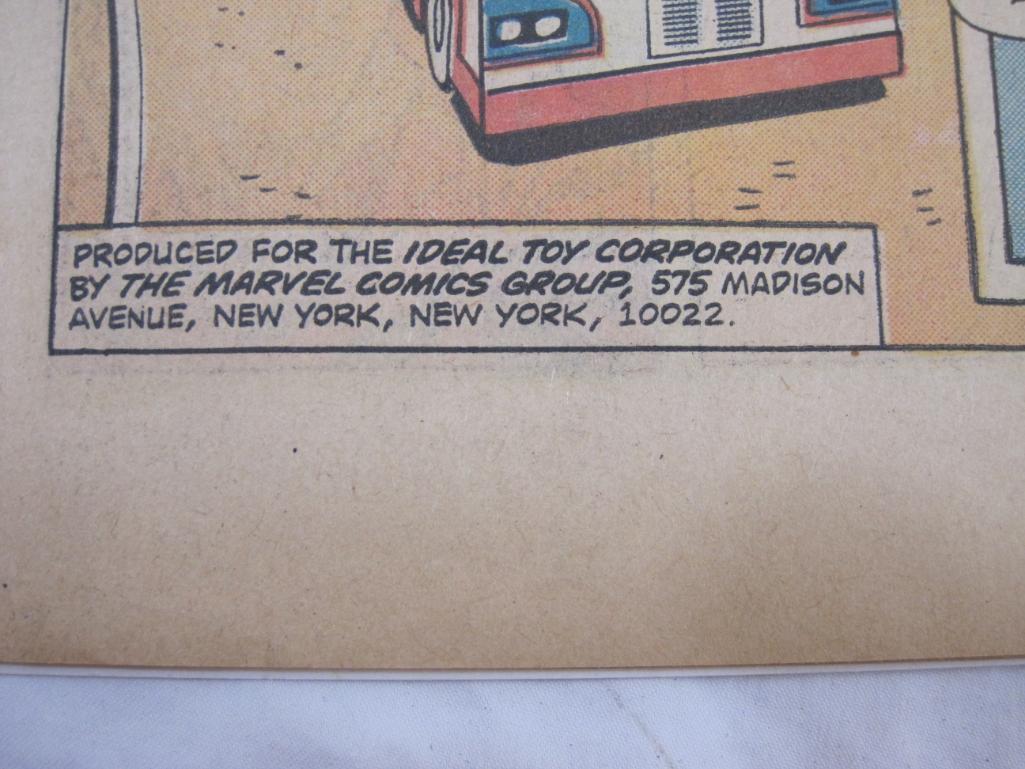 PRODUCED FOR THE IDEAL TOY CORPORATION
BY THE MARVEL COMICS GROUP, 575 MADISON
AVENUE, NEW YORK, NEW YORK, 10022.